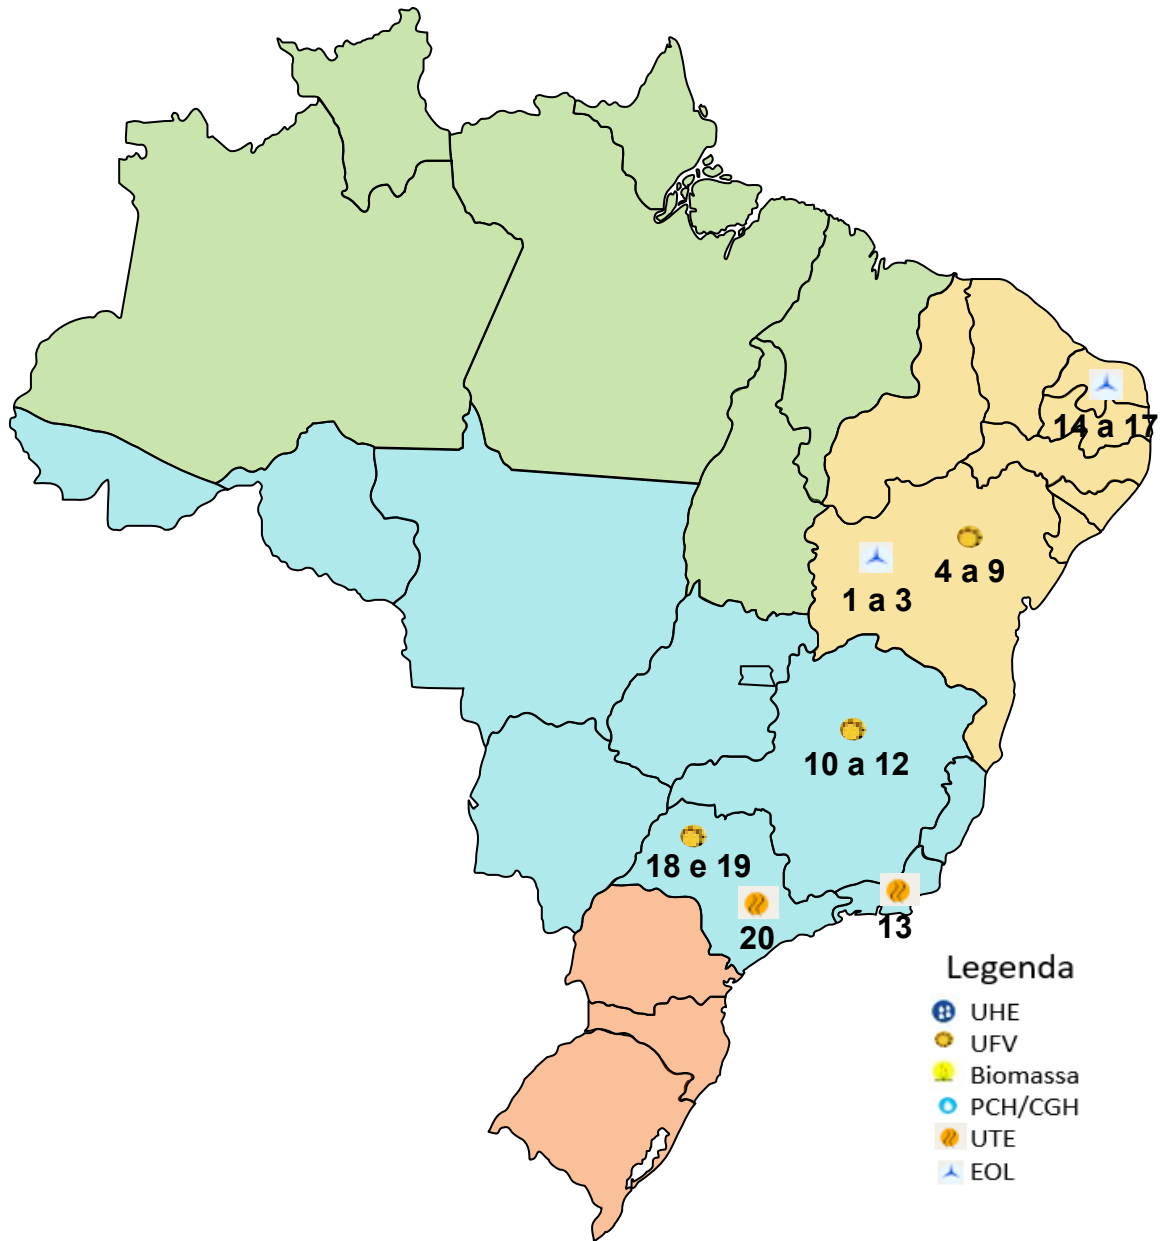 14 a 17
4 a 9
1 a 3
10 a 12
18 e 19
20
13
Legenda
UHE
UFV
Biomassa
PCH/CGH
UTE
EOL